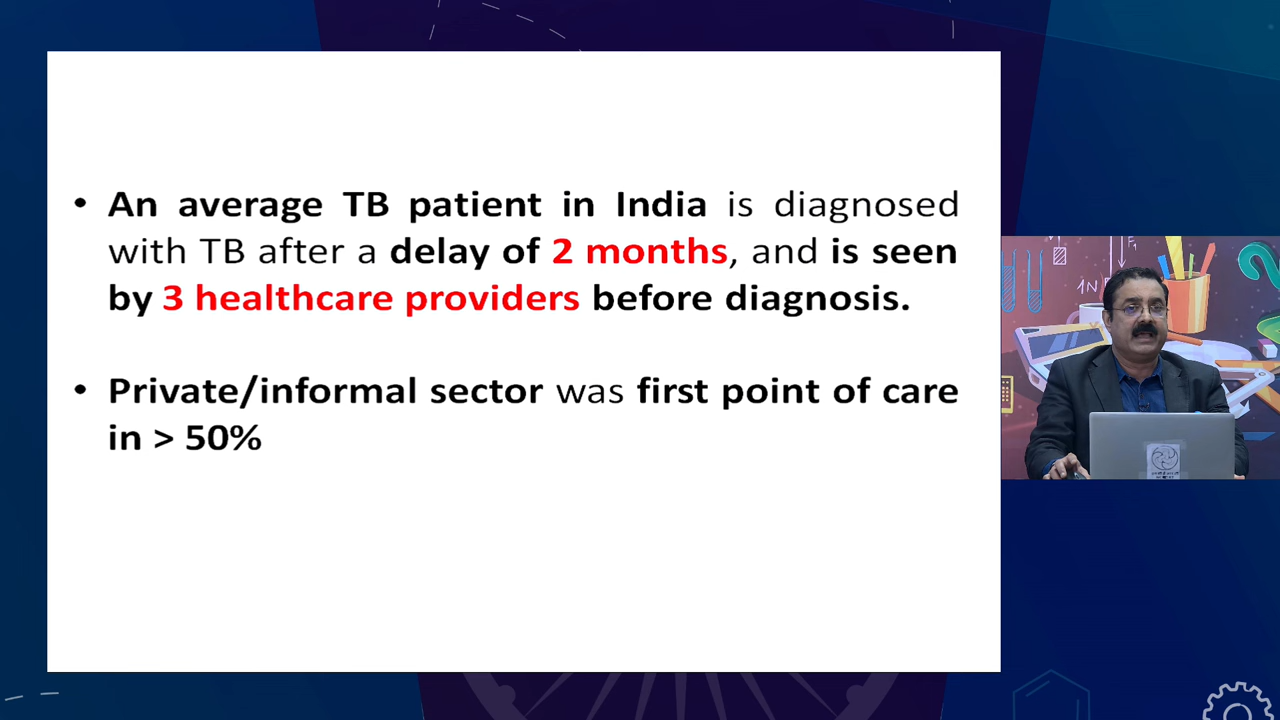 • An average TB patient in India is diagnosed
with TB after a delay of 2 months, and is seen
by 3 healthcare providers before diagnosis.
• Private/informal sector was first point of care
in > 50%